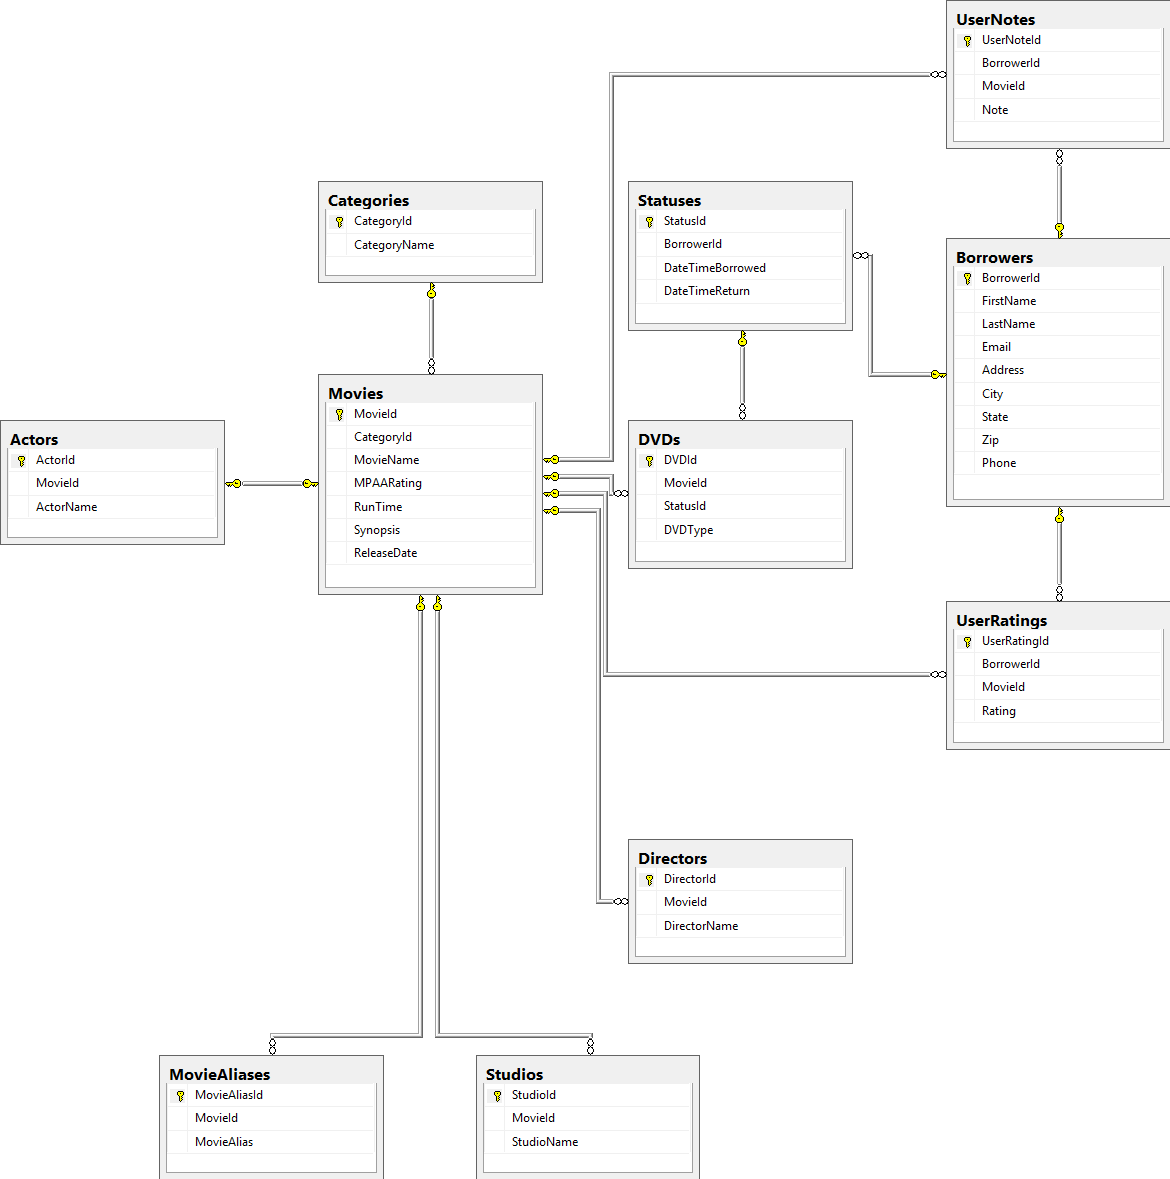 UserNotes
UserNoteId
BorrowerId
MovieId
Note
Categories
CategoryId
CategoryName
Statuses
StatusId
BorrowerId
DateTimeBorrowed
DateTimeReturn
Borrowers
BorrowerId
FirstName
LastName
Email
Address
City
State
Zip
Phone
Movies
MovieId
CategoryId
MovieName
MPAARating
RunTime
Synopsis
ReleaseDate
Actors
ActorId
MovieId
ActorName
DVDs
DVDId
MovieId
StatusId
DVDType
UserRatings
UserRatingId
BorrowerId
MovieId
Rating
Directors
DirectorId
MovieId
DirectorName
MovieAliases
MovieAliasId
MovieId
MovieAlias
Studios
StudioId
MovieId
StudioName